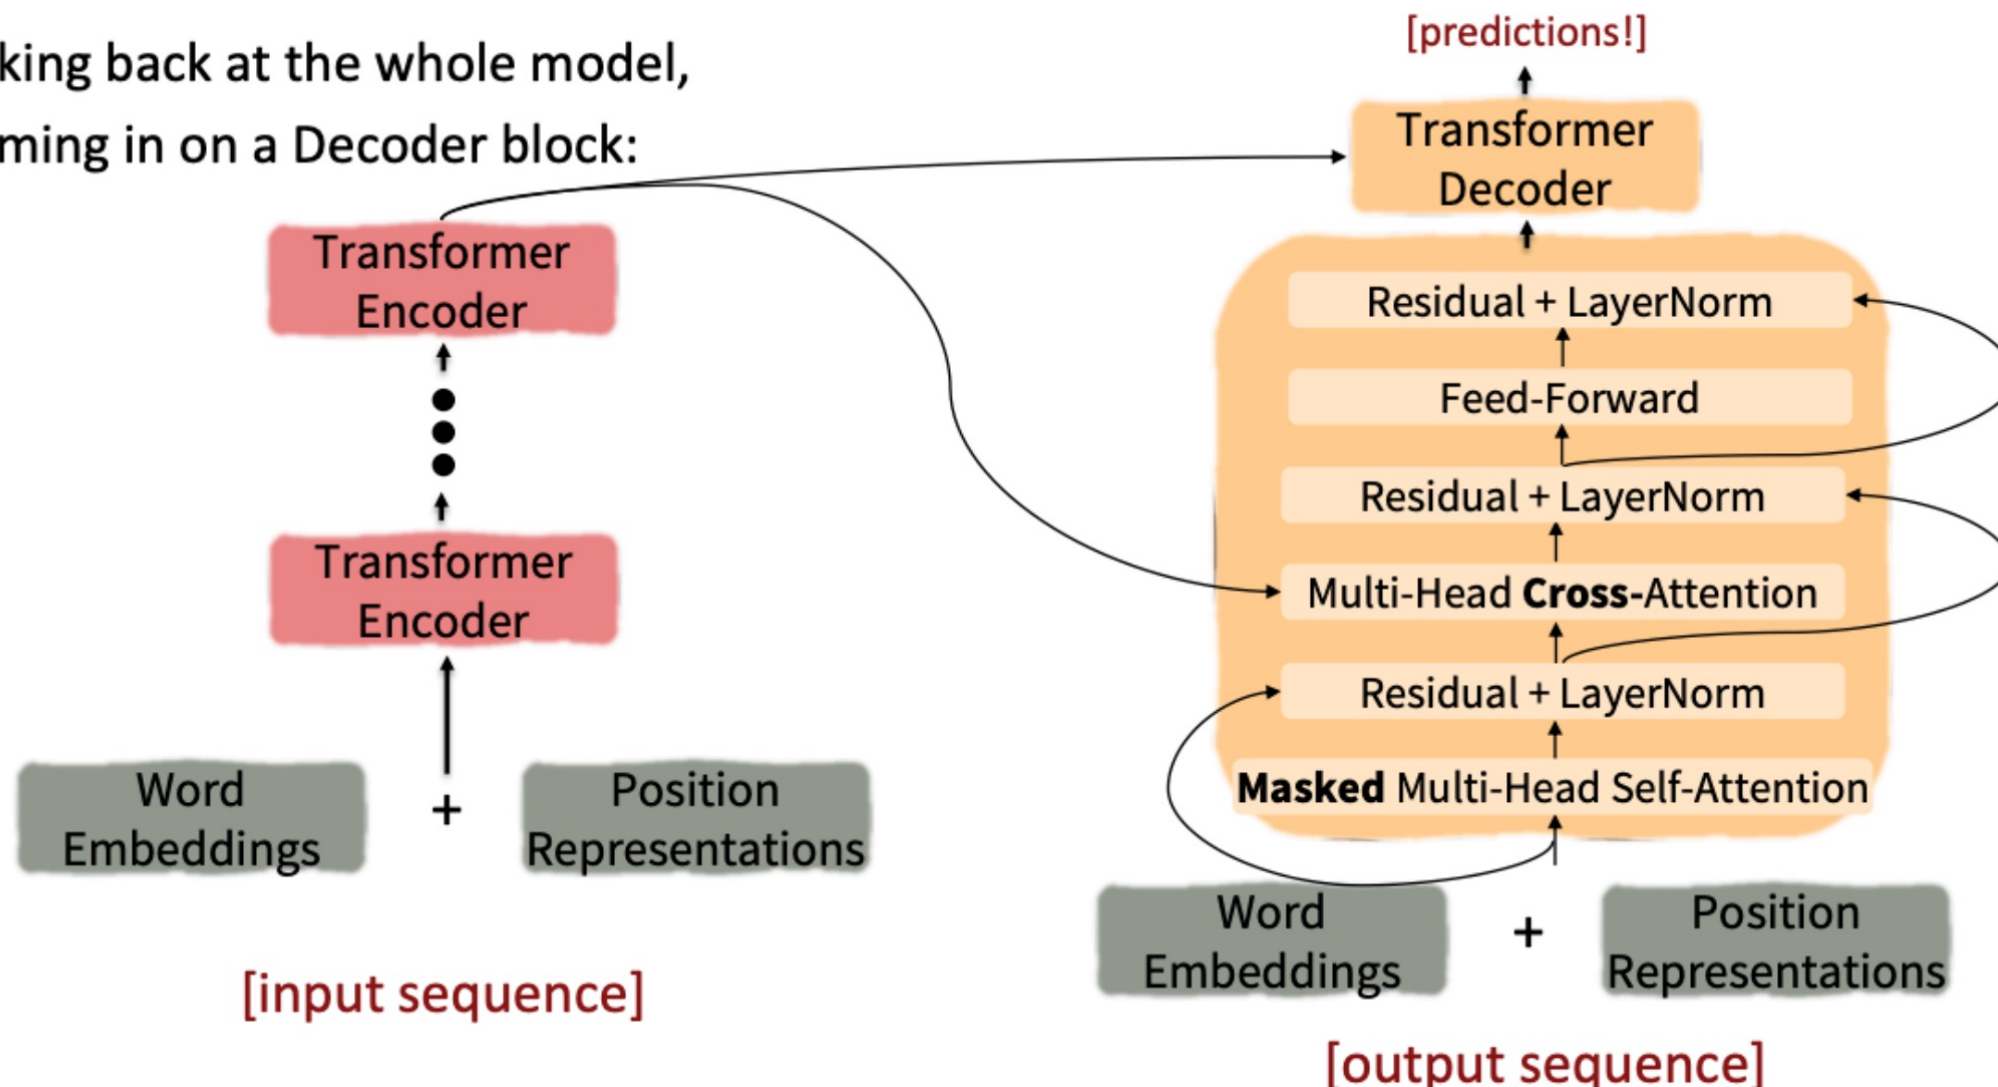 king back at the whole model,
ming in on a Decoder block:
Transformer
Encoder
Transformer
Encoder
Word
Embeddings
+
Position
Representations
[input sequence]
[predictions!]
Transformer
Decoder
Residual + LayerNorm
Feed-Forward
Residual + LayerNorm
Multi-Head Cross-Attention
Residual + LayerNorm
Masked Multi-Head Self-Attention
Word
Embeddings
+
Position
Representations
[output sequence]